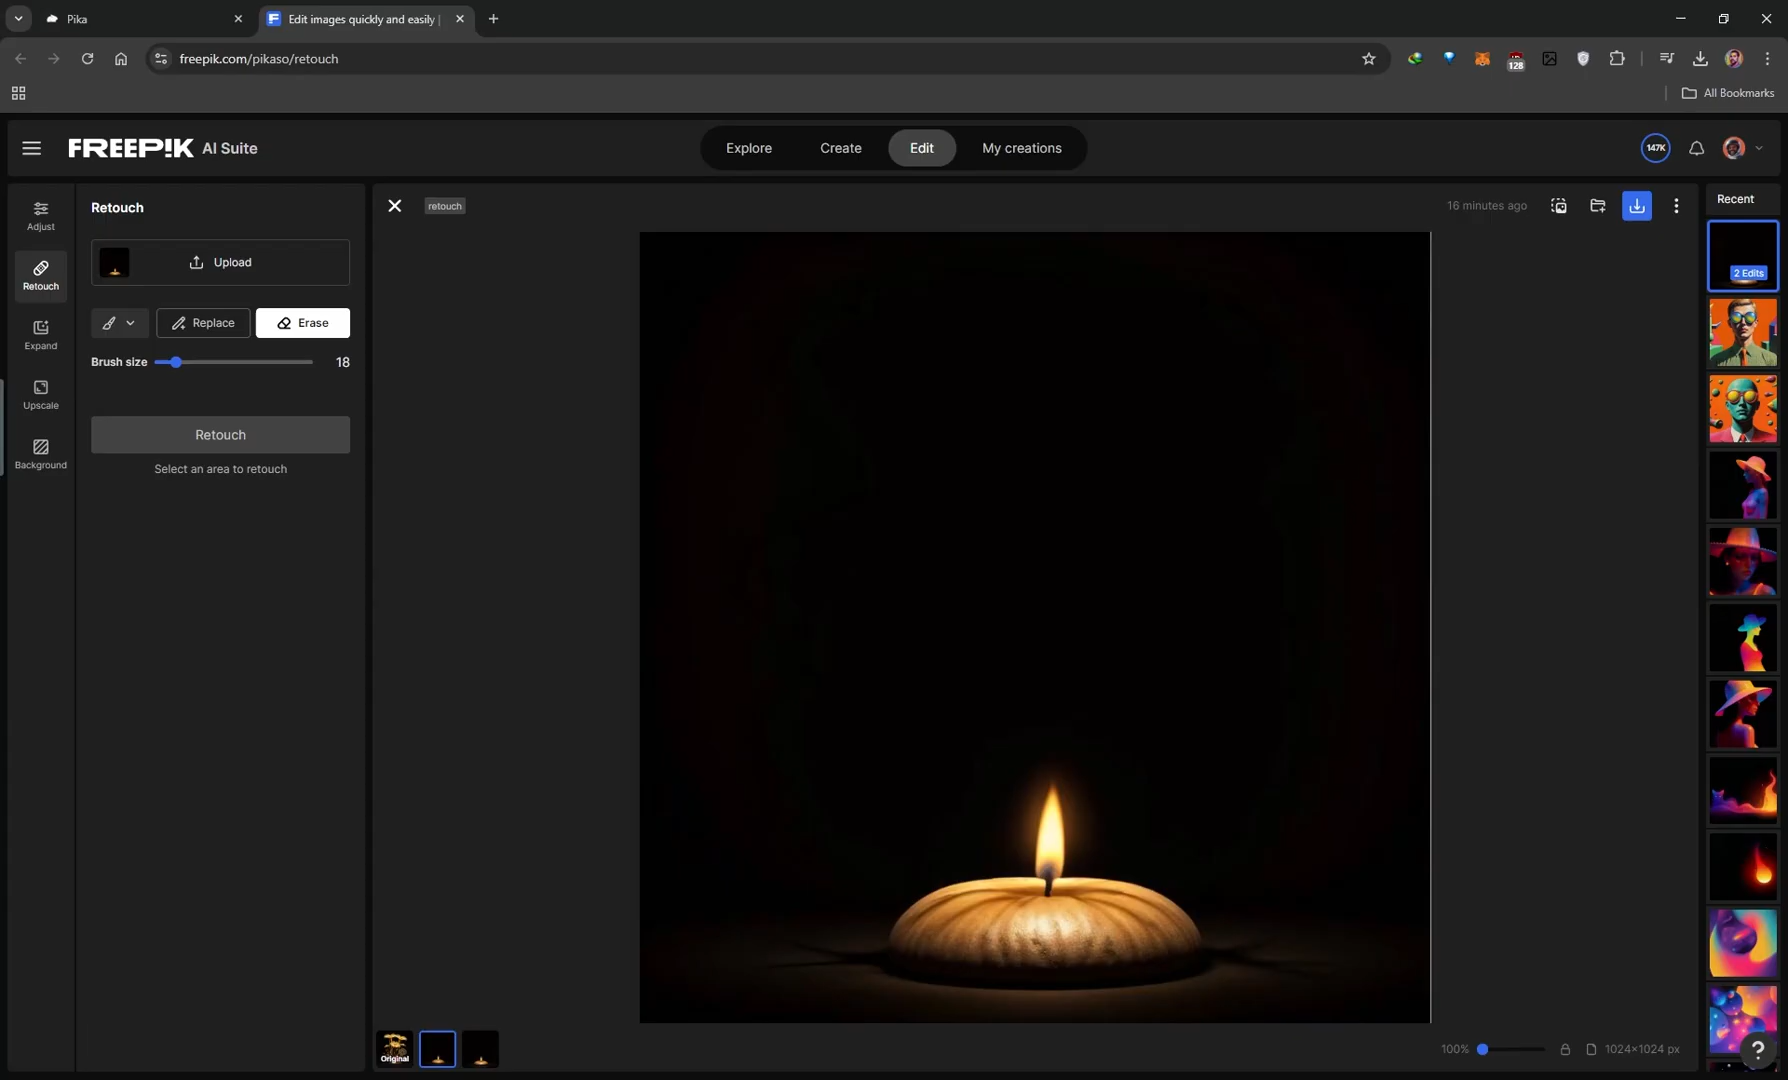 Pika
Edit images quickly and easily |
freepik.com/pikaso/retouch
128
All Bookmarks
FREEP!K AI Suite
Explore
Create
Edit
My creations
147K
Adjust
Retouch
Expand
Upscale
Background
Retouch
Upload
Replace
Erase
Brush size
18
Retouch
Select an area to retouch
retouch
16 minutes ago
Recent
2 Edits
Original
100%
1024×1024 px
?